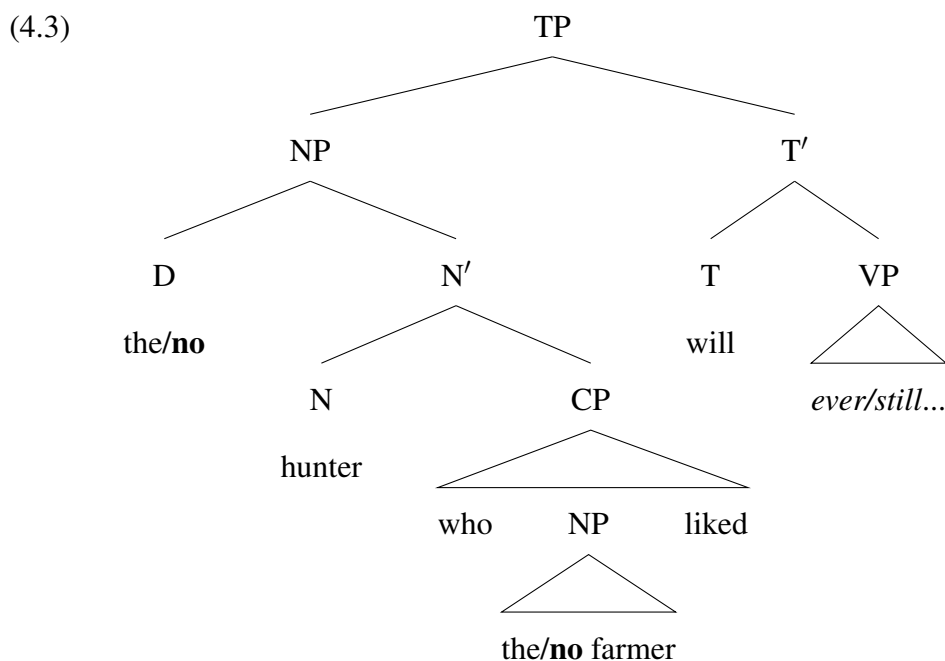 (4.3) TP
NP T′
D N′ T VP
the/no will
N CP ever/still...
hunter
who NP liked
the/no farmer